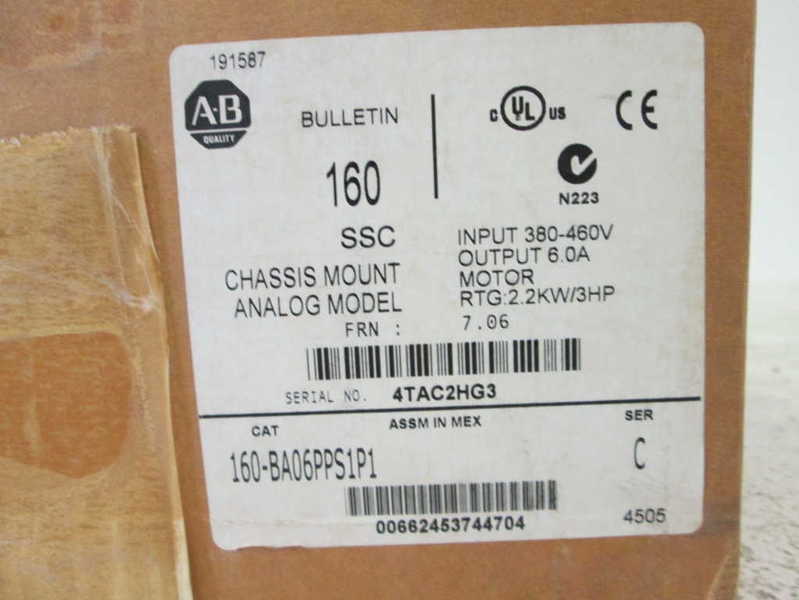 191587
A-B
QUALITY
BULLETIN
160
SSC
CHASSIS MOUNT
ANALOG MODEL
FRN : 7.06
C UL US
CE
N223
INPUT 380-460V
OUTPUT 6.0A
MOTOR
RTG:2.2KW/3HP
SERIAL NO. 4TAC2HG3
CAT
ASSM IN MEX
SER
160-BA06PPS1P1
C
00662453744704
4505